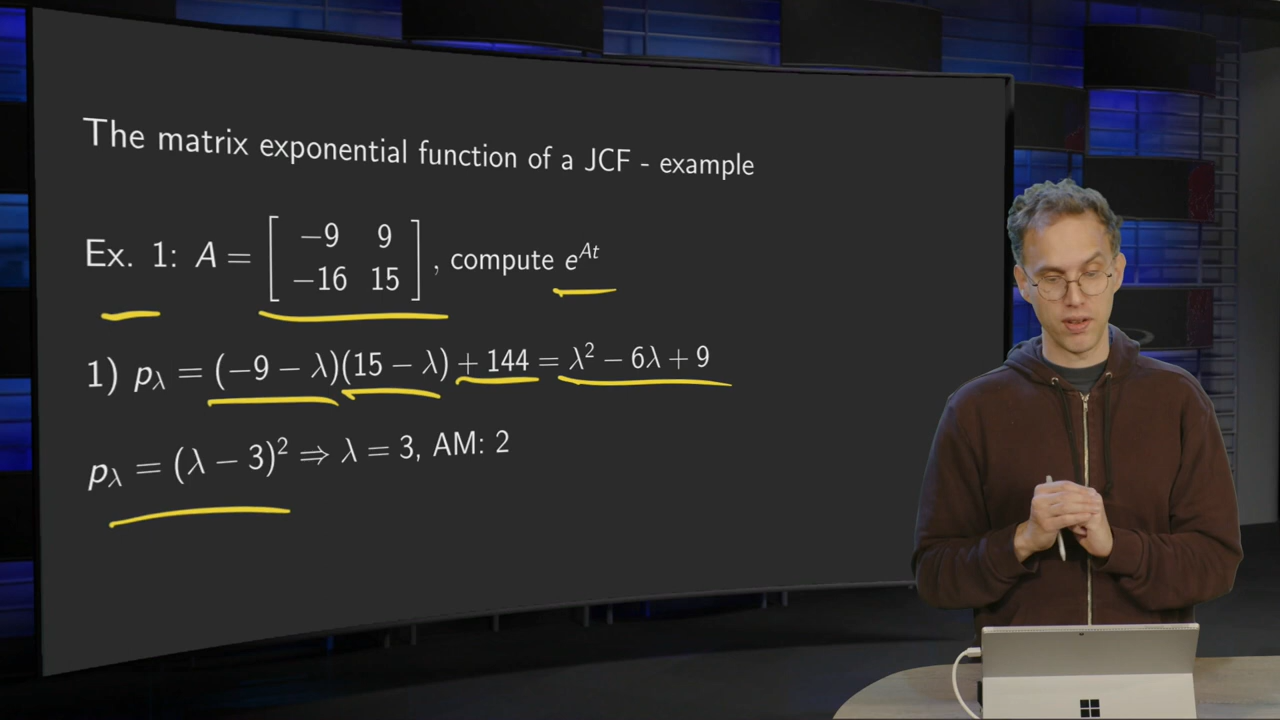 The matrix exponential function of a JCF - example
Ex. 1: A = [ −9 9 ; −16 15 ], compute e^{At}
1) p_λ = (−9 − λ)(15 − λ) + 144 = λ² − 6λ + 9
p_λ = (λ − 3)² ⇒ λ = 3, AM: 2